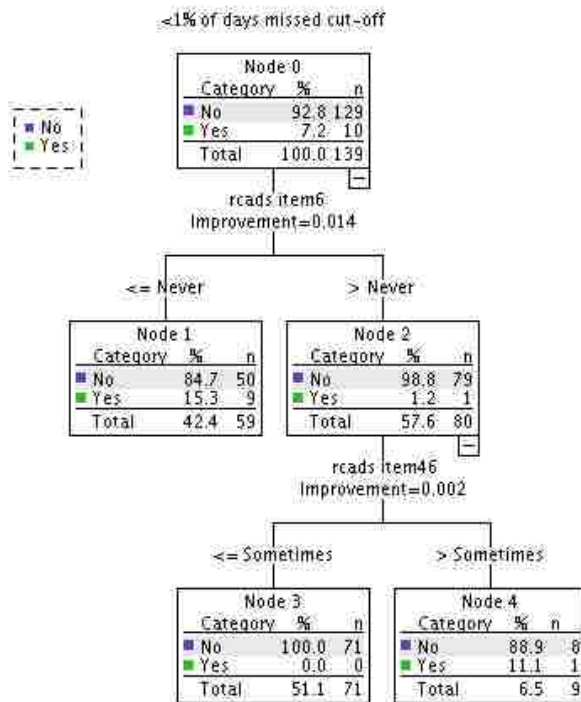 <1% of days missed cut-off
Node 0
Category % n
No 92.8 129
Yes 7.2 10
Total 100.0 139
No
Yes
rcads item6
Improvement=0.014
<= Never
> Never
Node 1
Category % n
No 84.7 50
Yes 15.3 9
Total 42.4 59
Node 2
Category % n
No 98.8 79
Yes 1.2 1
Total 57.6 80
rcads item46
Improvement=0.002
<= Sometimes
> Sometimes
Node 3
Category % n
No 100.0 71
Yes 0.0 0
Total 51.1 71
Node 4
Category % n
No 88.9 8
Yes 11.1 1
Total 6.5 9